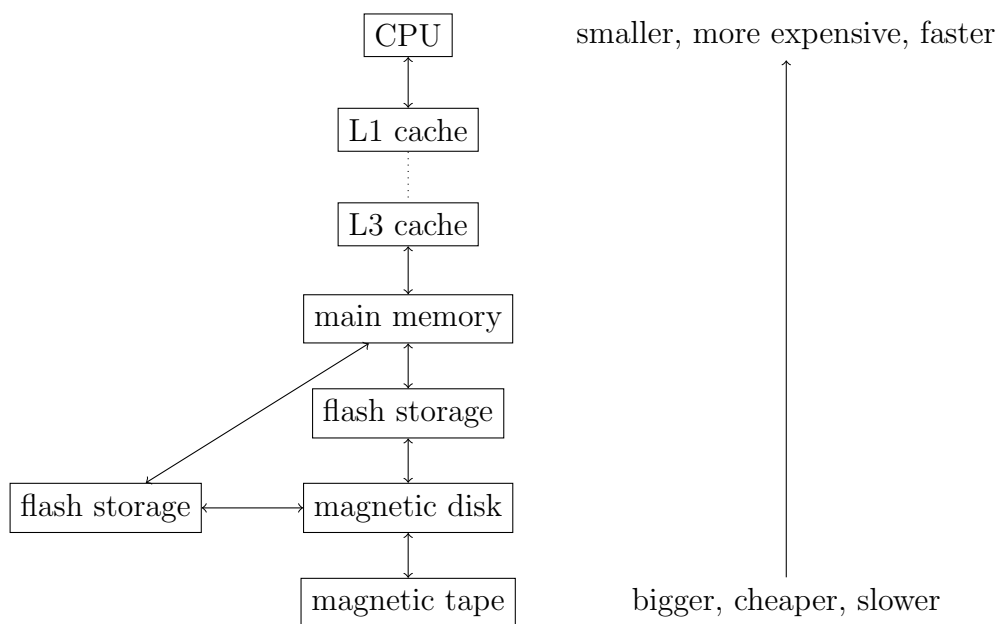 CPU
smaller, more expensive, faster
L1 cache
L3 cache
main memory
flash storage
flash storage
magnetic disk
magnetic tape
bigger, cheaper, slower